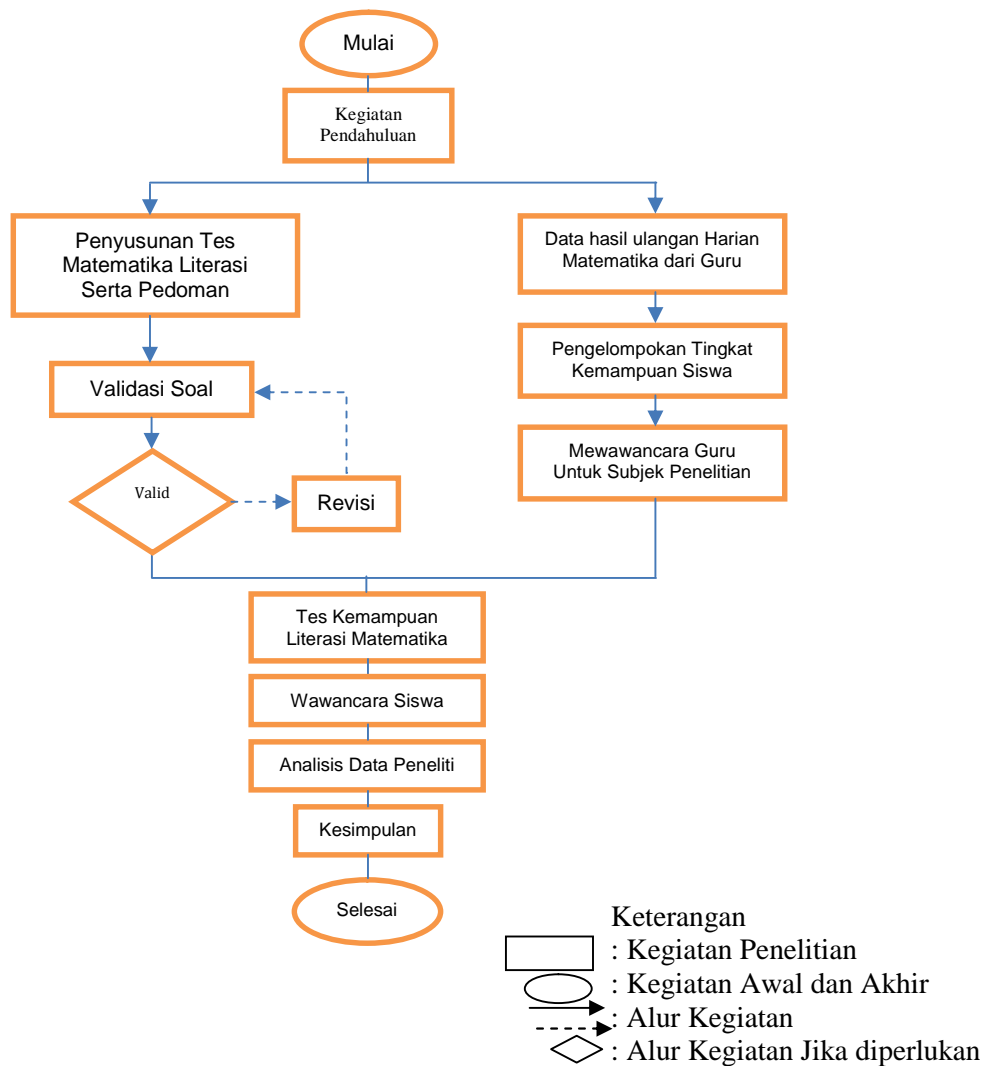 Mulai
Kegiatan
Pendahuluan
Penyusunan Tes
Matematika Literasi
Serta Pedoman
Data hasil ulangan Harian
Matematika dari Guru
Validasi Soal
Pengelompokan Tingkat
Kemampuan Siswa
Valid
Revisi
Mewawancara Guru
Untuk Subjek Penelitian
Tes Kemampuan
Literasi Matematika
Wawancara Siswa
Analisis Data Peneliti
Kesimpulan
Selesai
Keterangan
: Kegiatan Penelitian
: Kegiatan Awal dan Akhir
: Alur Kegiatan
: Alur Kegiatan Jika diperlukan